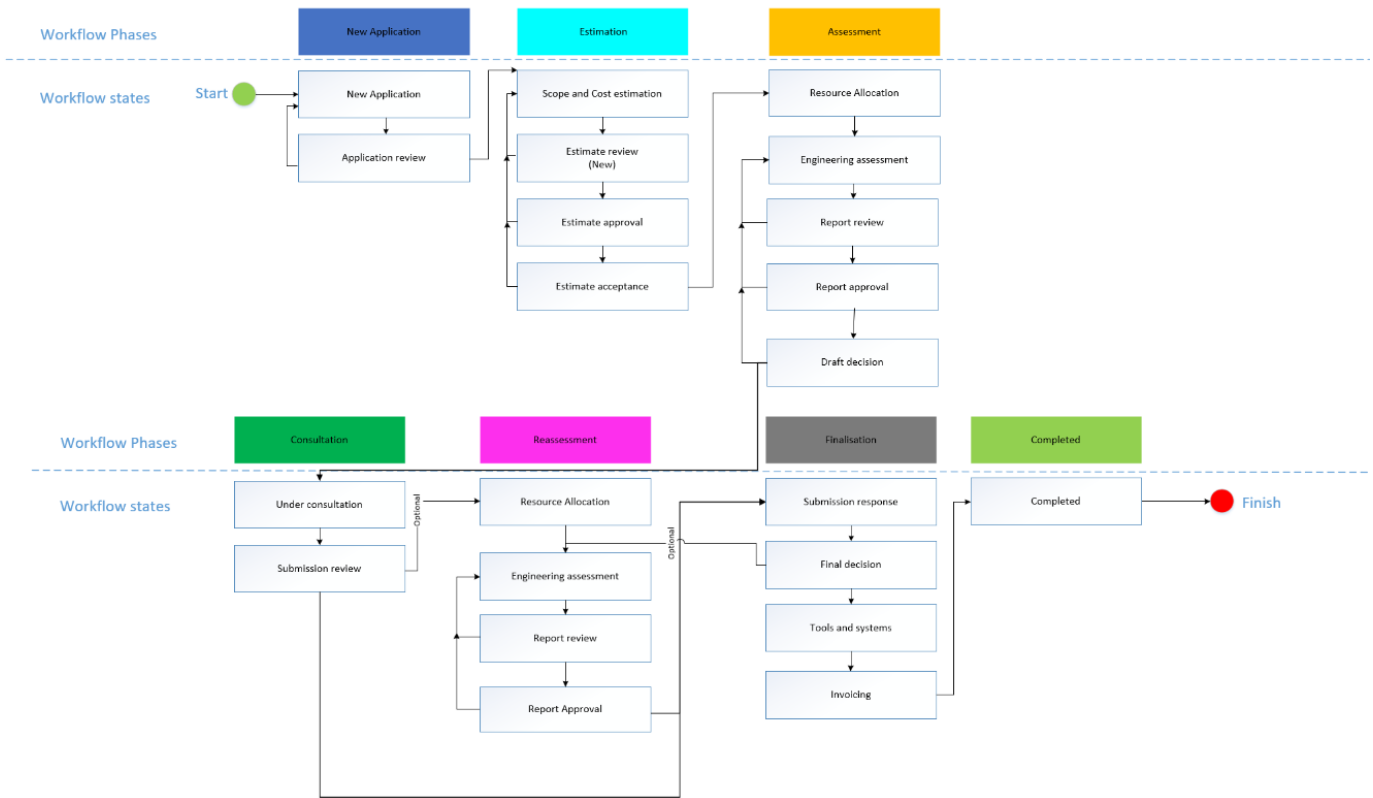 Workflow Phases
New Application
Estimation
Assessment
Workflow states
Start
New Application
Application review
Scope and Cost estimation
Estimate review
(New)
Estimate approval
Estimate acceptance
Resource Allocation
Engineering assessment
Report review
Report approval
Draft decision
Workflow Phases
Consultation
Reassessment
Finalisation
Completed
Workflow states
Under consultation
Submission review
Optional
Resource Allocation
Engineering assessment
Report review
Report Approval
Optional
Submission response
Final decision
Tools and systems
Invoicing
Completed
Finish